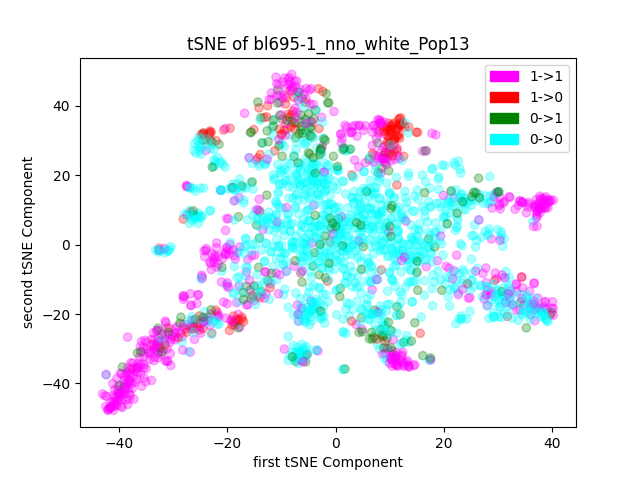 tSNE of bl695-1_nno_white_Pop13
1->1
1->0
0->1
0->0
second tSNE Component
40
20
0
−20
−40
−40 −20 0 20 40
first tSNE Component